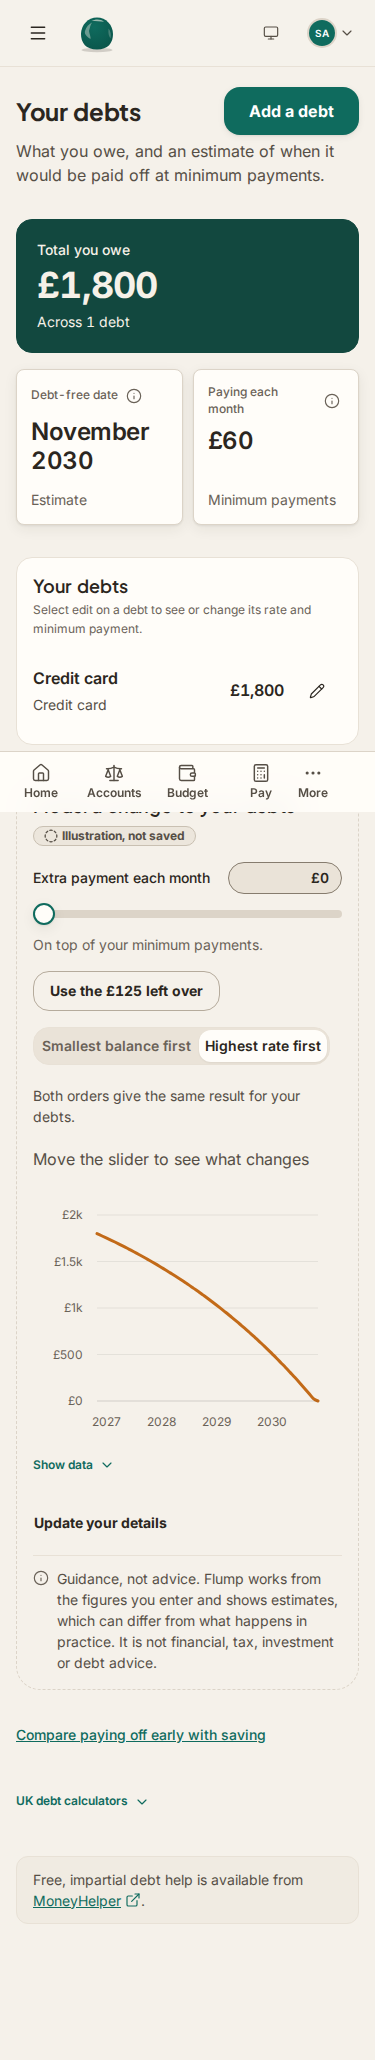 SA
Your debts
Add a debt
What you owe, and an estimate of when it
would be paid off at minimum payments.
Total you owe
£1,800
Across 1 debt
Debt-free date
November
2030
Estimate
Paying each
month
£60
Minimum payments
Your debts
Select edit on a debt to see or change its rate and
minimum payment.
Credit card
£1,800
Credit card
Home
Accounts
Budget
Pay
More
Illustration, not saved
Extra payment each month
£0
On top of your minimum payments.
Use the £125 left over
Smallest balance first
Highest rate first
Both orders give the same result for your
debts.
Move the slider to see what changes
£2k
£1.5k
£1k
£500
£0
2027
2028
2029
2030
Show data
Update your details
Guidance, not advice. Flump works from
the figures you enter and shows estimates,
which can differ from what happens in
practice. It is not financial, tax, investment
or debt advice.
Compare paying off early with saving
UK debt calculators
Free, impartial debt help is available from
MoneyHelper.